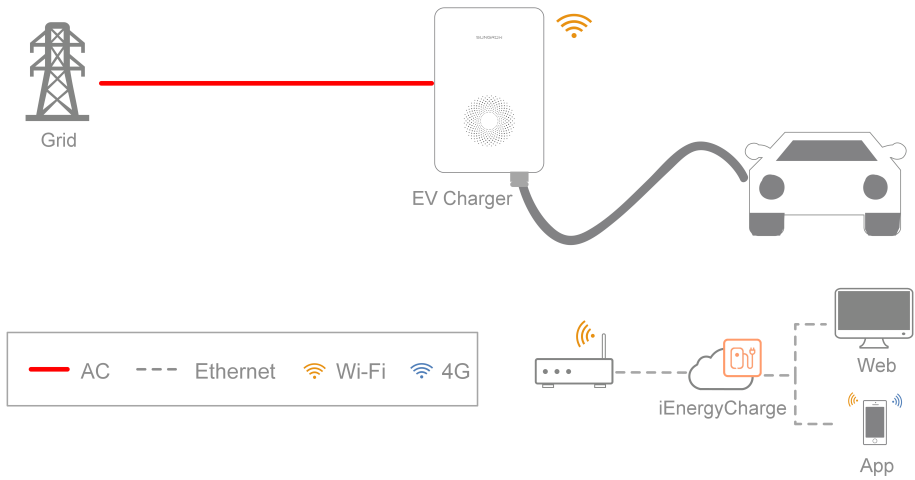 SUNGROW
Grid
EV Charger
AC
Ethernet
Wi-Fi
4G
iEnergyCharge
Web
App